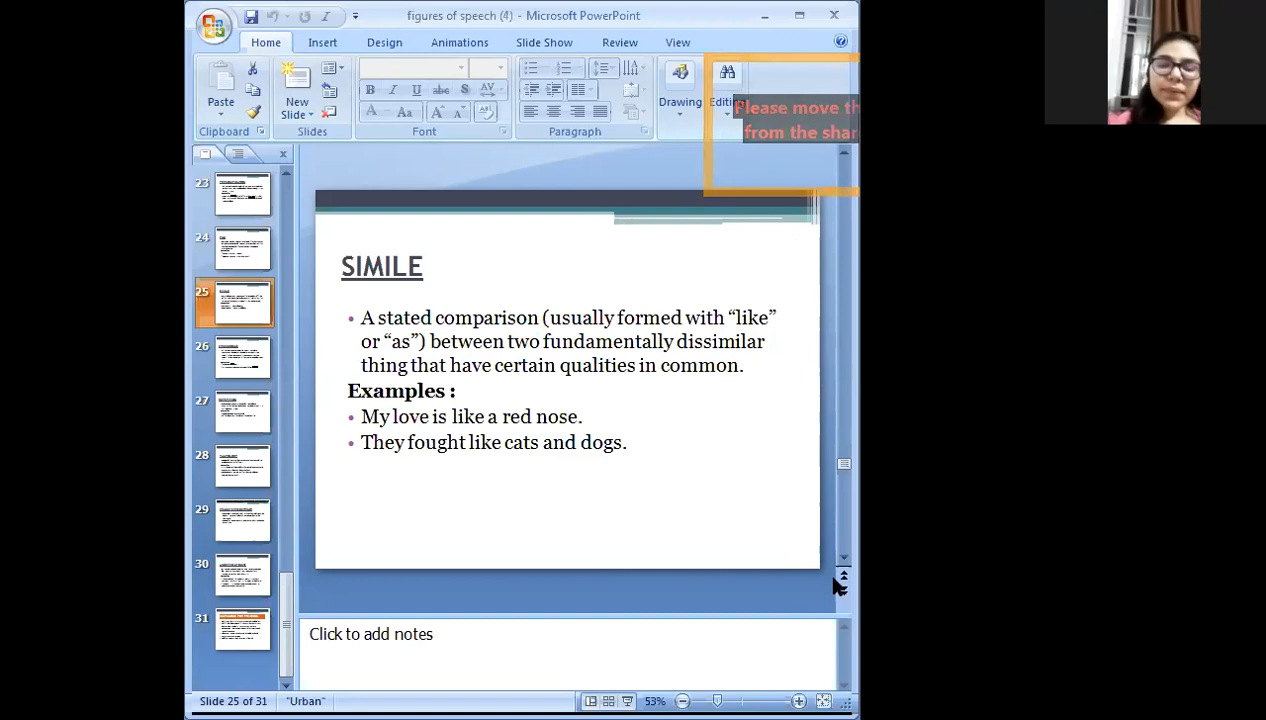 figures of speech (4) - Microsoft PowerPoint
Home Insert Design Animations Slide Show Review View
Paste
New
Slide
Drawing Editing
Clipboard Slides Font Paragraph
Please move th
from the shar
23
24
25
26
27
28
29
30
31
SIMILE
• A stated comparison (usually formed with “like”
or “as”) between two fundamentally dissimilar
thing that have certain qualities in common.
Examples :
• My love is like a red nose.
• They fought like cats and dogs.
Click to add notes
Slide 25 of 31 "Urban" 53%